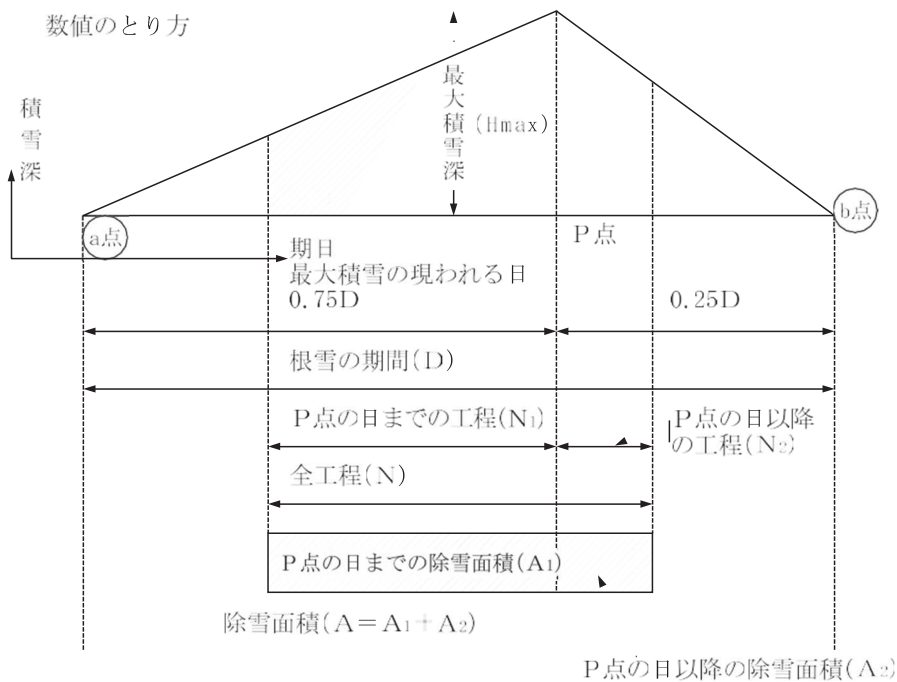 数値のとり方
積雪深
最大積雪深
(Hmax)
a点
b点
P点
期日
最大積雪の現われる日
0.75D
0.25D
根雪の期間(D)
P点の日までの工程(N1)
P点の日以降
の工程(N2)
全工程(N)
P点の日までの除雪面積(A1)
除雪面積(A=A1+A2)
P点の日以降の除雪面積(A2)